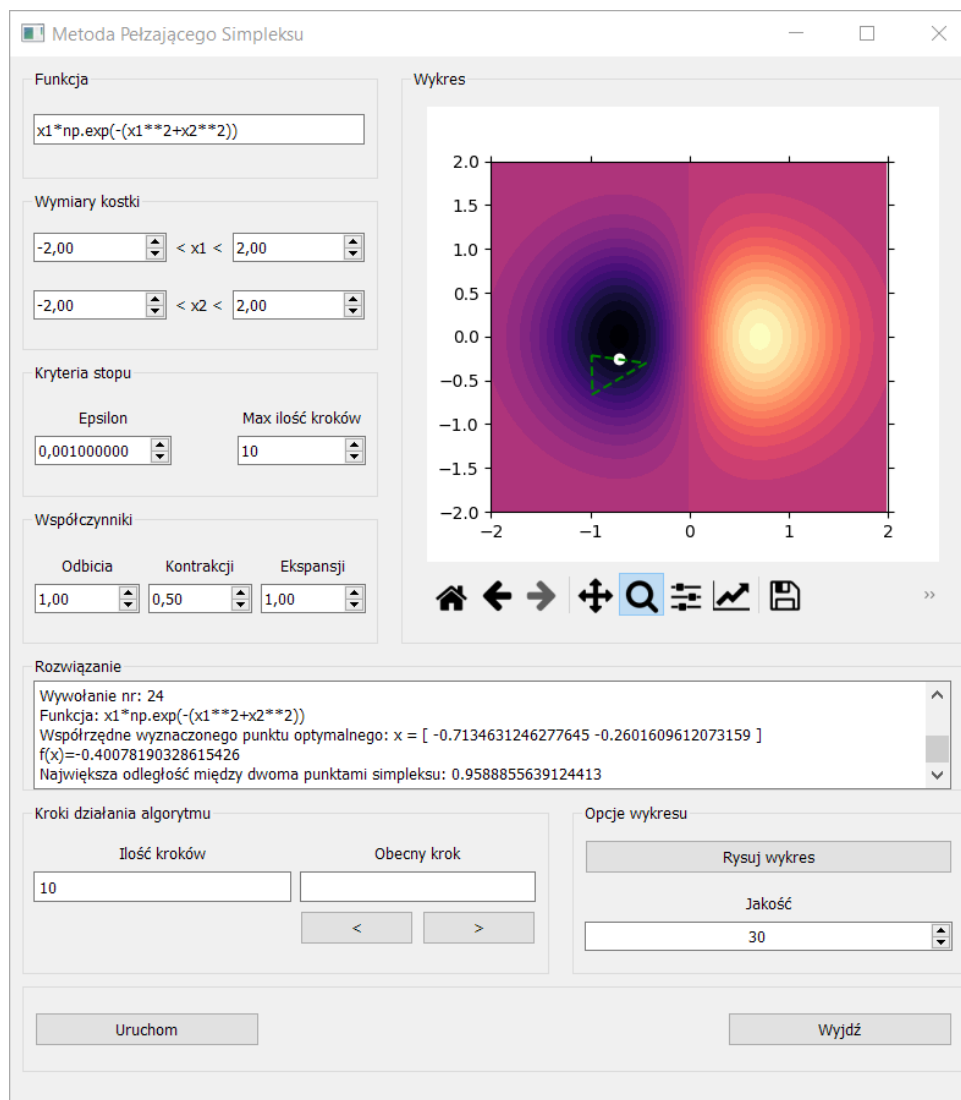 Metoda Pełzającego Simpleksu
Funkcja
x1*np.exp(-(x1**2+x2**2))
Wymiary kostki
-2,00 < x1 < 2,00
-2,00 < x2 < 2,00
Kryteria stopu
Epsilon Max ilość kroków
0,001000000 10
Współczynniki
Odbicia Kontrakcji Ekspansji
1,00 0,50 1,00
Wykres
2.0
1.5
1.0
0.5
0.0
−0.5
−1.0
−1.5
−2.0
−2 −1 0 1 2
Rozwiązanie
Wywołanie nr: 24
Funkcja: x1*np.exp(-(x1**2+x2**2))
Współrzędne wyznaczonego punktu optymalnego: x = [ -0.7134631246277645 -0.2601609612073159 ]
f(x)=-0.40078190328615426
Największa odległość między dwoma punktami simpleksu: 0.9588855639124413
Kroki działania algorytmu
Ilość kroków Obecny krok
10
< >
Opcje wykresu
Rysuj wykres
Jakość
30
Uruchom Wyjdź